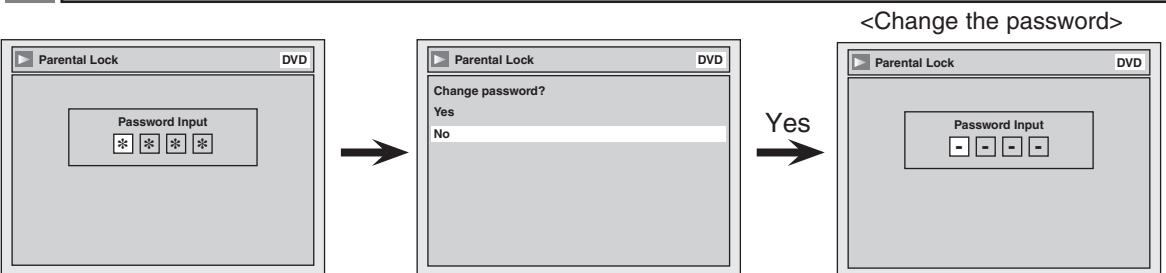 <Change the password>
Parental Lock DVD
Password Input
* * * *
Parental Lock DVD
Change password?
Yes
No
Yes
Parental Lock DVD
Password Input
- - - -